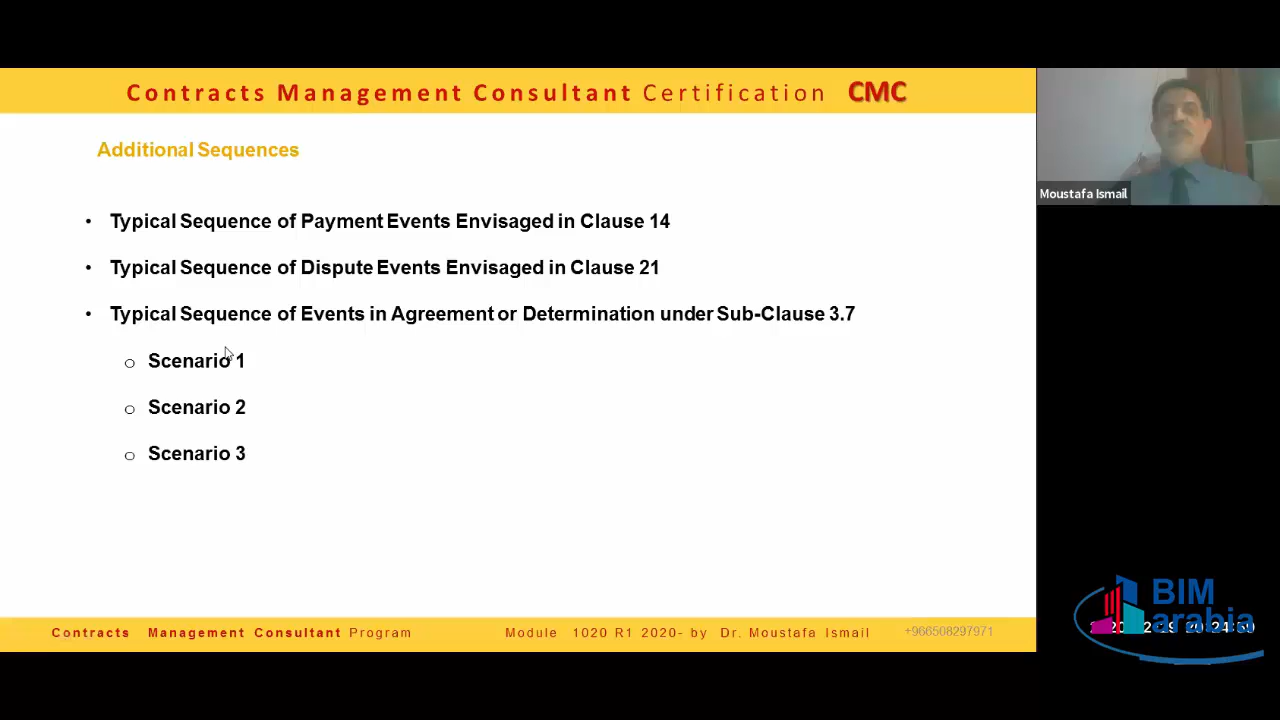 Contracts Management Consultant Certification CMC
Additional Sequences
• Typical Sequence of Payment Events Envisaged in Clause 14
• Typical Sequence of Dispute Events Envisaged in Clause 21
• Typical Sequence of Events in Agreement or Determination under Sub-Clause 3.7
o Scenario 1
o Scenario 2
o Scenario 3
Contracts Management Consultant Program Module 1020 R1 2020- by Dr. Moustafa Ismail +966508297971
Moustafa Ismail
BIM
arabia